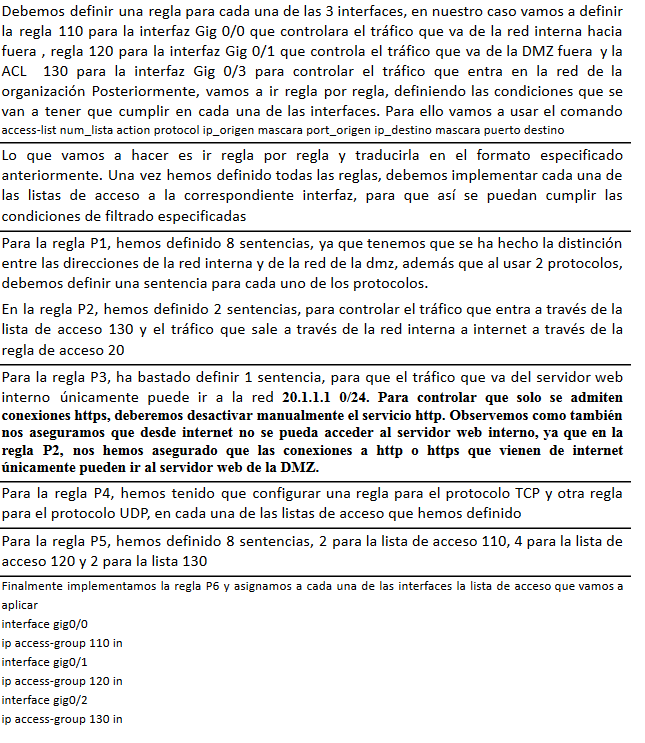 Debemos definir una regla para cada una de las 3 interfaces, en nuestro caso vamos a definir
la regla 110 para la interfaz Gig 0/0 que controlara el tráfico que va de la red interna hacia
fuera , regla 120 para la interfaz Gig 0/1 que controla el tráfico que va de la DMZ fuera y la
ACL 130 para la interfaz Gig 0/3 para controlar el tráfico que entra en la red de la
organización Posteriormente, vamos a ir regla por regla, definiendo las condiciones que se
van a tener que cumplir en cada una de las interfaces. Para ello vamos a usar el comando
access-list num_lista action protocol ip_origen mascara port_origen ip_destino mascara puerto destino
Lo que vamos a hacer es ir regla por regla y traducirla en el formato especificado
anteriormente. Una vez hemos definido todas las reglas, debemos implementar cada una de
las listas de acceso a la correspondiente interfaz, para que así se puedan cumplir las
condiciones de filtrado especificadas
Para la regla P1, hemos definido 8 sentencias, ya que tenemos que se ha hecho la distinción
entre las direcciones de la red interna y de la red de la dmz, además que al usar 2 protocolos,
debemos definir una sentencia para cada uno de los protocolos.
En la regla P2, hemos definido 2 sentencias, para controlar el tráfico que entra a través de la
lista de acceso 130 y el tráfico que sale a través de la red interna a internet a través de la
regla de acceso 20
Para la regla P3, ha bastado definir 1 sentencia, para que el tráfico que va del servidor web
interno únicamente puede ir a la red 20.1.1.1 0/24. Para controlar que solo se admiten
conexiones https, deberemos desactivar manualmente el servicio http. Observemos como también
nos aseguramos que desde internet no se pueda acceder al servidor web interno, ya que en la
regla P2, nos hemos asegurado que las conexiones a http o https que vienen de internet
únicamente pueden ir al servidor web de la DMZ.
Para la regla P4, hemos tenido que configurar una regla para el protocolo TCP y otra regla
para el protocolo UDP, en cada una de las listas de acceso que hemos definido
Para la regla P5, hemos definido 8 sentencias, 2 para la lista de acceso 110, 4 para la lista de
acceso 120 y 2 para la lista 130
Finalmente implementamos la regla P6 y asignamos a cada una de las interfaces la lista de acceso que vamos a
aplicar
interface gig0/0
ip access-group 110 in
interface gig0/1
ip access-group 120 in
interface gig0/2
ip access-group 130 in